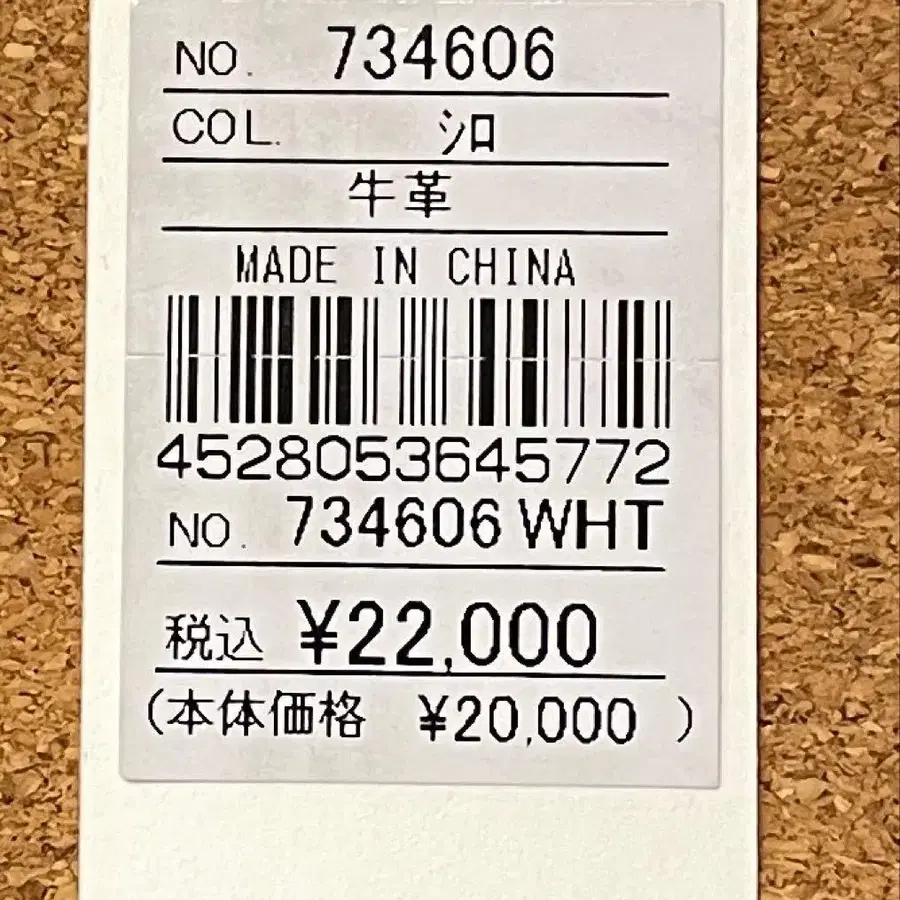 NO. 734606
COL. ｼﾛ
牛革
MADE IN CHINA
4528053645772
NO. 734606 WHT
税込 ¥22,000
(本体価格 ¥20,000 )